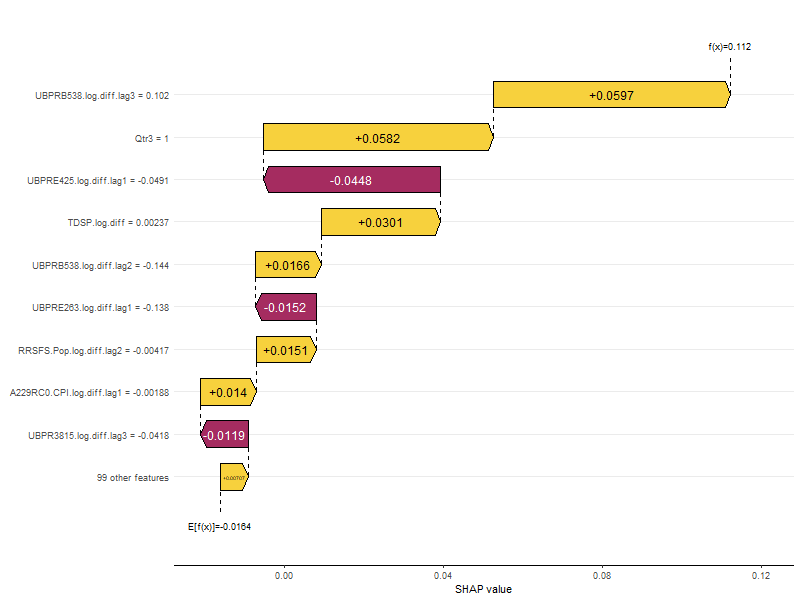 f(x)=0.112
UBPRB538.log.diff.lag3 = 0.102
+0.0597
Qtr3 = 1
+0.0582
UBPRE425.log.diff.lag1 = -0.0491
-0.0448
TDSP.log.diff = 0.00237
+0.0301
UBPRB538.log.diff.lag2 = -0.144
+0.0166
UBPRE263.log.diff.lag1 = -0.138
-0.0152
RRSFS.Pop.log.diff.lag2 = -0.00417
+0.0151
A229RC0.CPI.log.diff.lag1 = -0.00188
+0.014
UBPR3815.log.diff.lag3 = -0.0418
-0.0119
99 other features
+0.00707
E[f(x)]=-0.0164
0.00
0.04
0.08
0.12
SHAP value